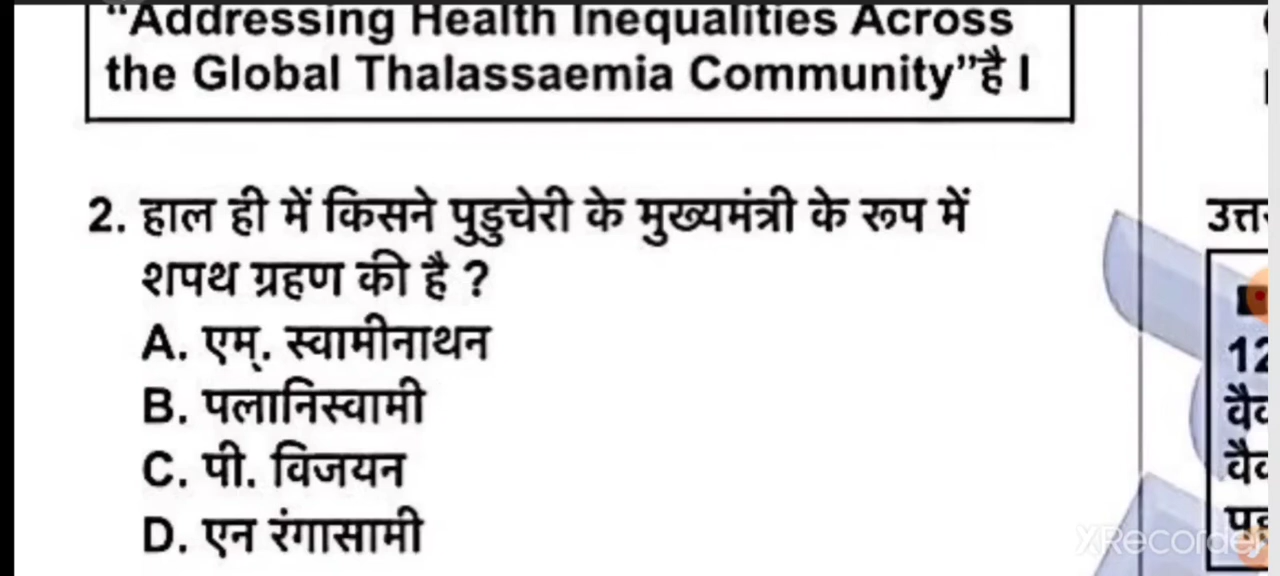 “Addressing Health Inequalities Across
the Global Thalassaemia Community”है।
2. हाल ही में किसने पुडुचेरी के मुख्यमंत्री के रूप में
शपथ ग्रहण की है ?
A. एम्. स्वामीनाथन
B. पलानिस्वामी
C. पी. विजयन
D. एन रंगासामी
12
XRecorder